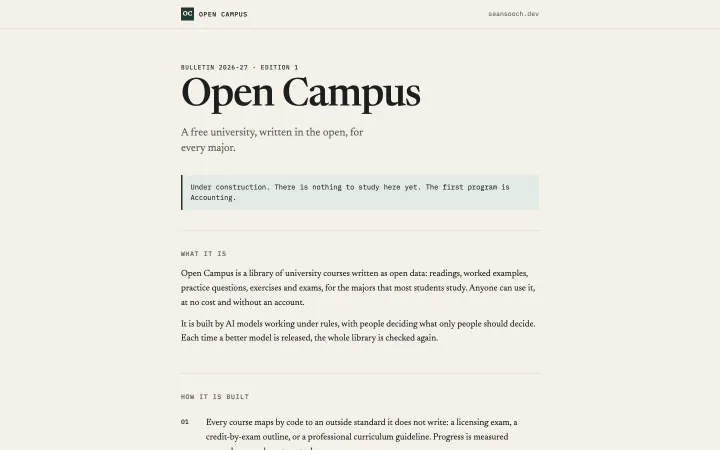 OC OPEN CAMPUS
seansooch.dev
BULLETIN 2026-27 · EDITION 1
Open Campus
A free university, written in the open, for
every major.
Under construction. There is nothing to study here yet. The first program is
Accounting.
WHAT IT IS
Open Campus is a library of university courses written as open data: readings, worked examples,
practice questions, exercises and exams, for the majors that most students study. Anyone can use it,
at no cost and without an account.
It is built by AI models working under rules, with people deciding what only people should decide.
Each time a better model is released, the whole library is checked again.
HOW IT IS BUILT
01 Every course maps by code to an outside standard it does not write: a licensing exam, a
credit-by-exam outline, or a professional curriculum guideline. Progress is measured